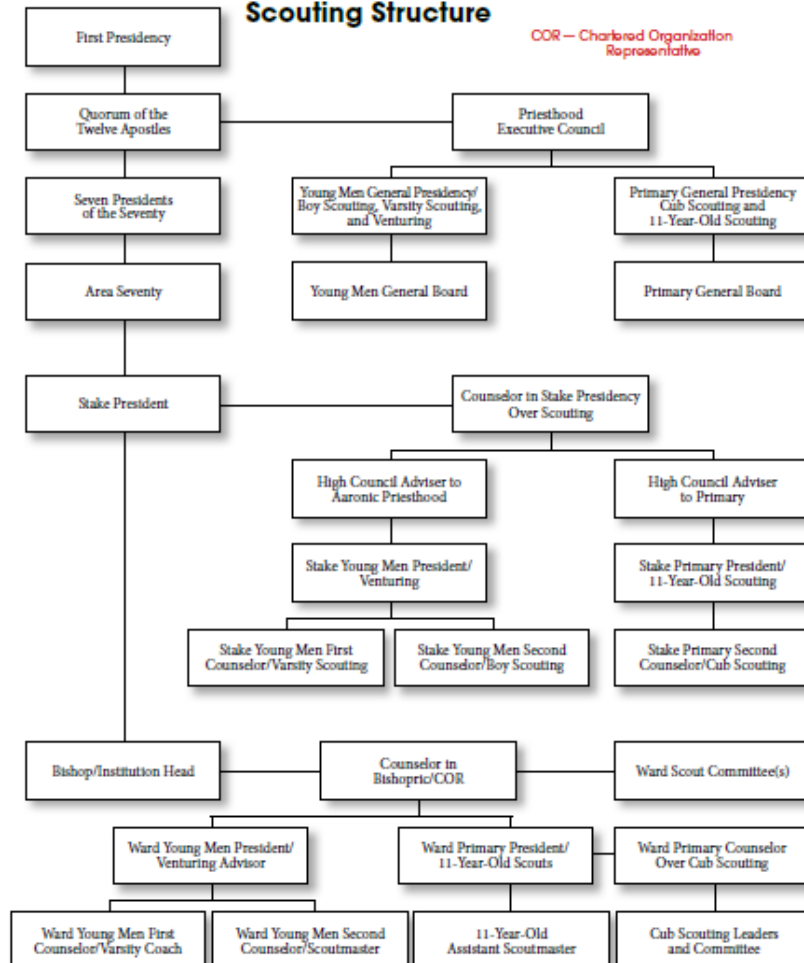 Scouting Structure
COR — Chartered Organization
Representative
First Presidency
Quorum of the
Twelve Apostles
Priesthood
Executive Council
Seven Presidents
of the Seventy
Young Men General Presidency/
Boy Scouting, Varsity Scouting,
and Venturing
Primary General Presidency
Cub Scouting and
11-Year-Old Scouting
Area Seventy
Young Men General Board
Primary General Board
Stake President
Counselor in Stake Presidency
Over Scouting
High Council Adviser to
Aaronic Priesthood
High Council Adviser
to Primary
Stake Young Men President/
Venturing
Stake Primary President/
11-Year-Old Scouting
Stake Young Men First
Counselor/Varsity Scouting
Stake Young Men Second
Counselor/Boy Scouting
Stake Primary Second
Counselor/Cub Scouting
Bishop/Institution Head
Counselor in
Bishopric/COR
Ward Scout Committee(s)
Ward Young Men President/
Venturing Advisor
Ward Primary President/
11-Year-Old Scouts
Ward Primary Counselor
Over Cub Scouting
Ward Young Men First
Counselor/Varsity Coach
Ward Young Men Second
Counselor/Scoutmaster
11-Year-Old
Assistant Scoutmaster
Cub Scouting Leaders
and Committee